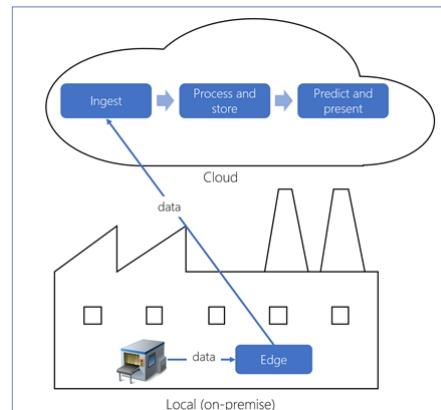 Ingest
Process and
store
Predict and
present
Cloud
data
data
Edge
Local (on-premise)